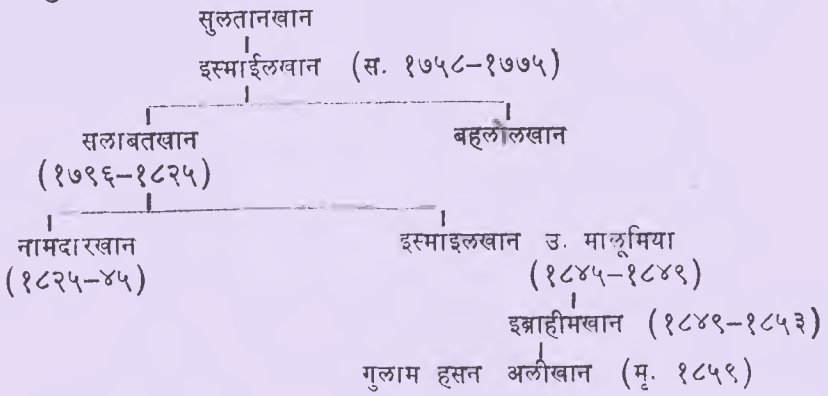 सुलतानखान
इस्माईलखान (स. १७५८–१७७५)
सलाबतखान बहलोलखान
(१७९६–१८२५)
नामदारखान इस्माइलखान उ. मालूमिया
(१८२५–४५) (१८४५–१८४९)
इब्राहीमखान (१८४९–१८५३)
गुलाम हसन अलीखान (मृ. १८५९)